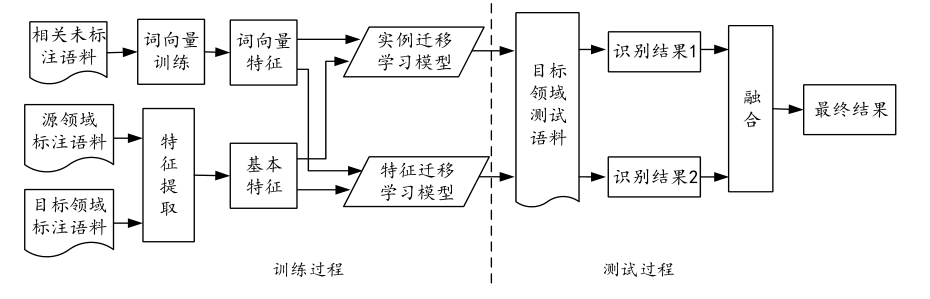 相关未标
注语料
词向量
训练
词向量
特征
实例迁移
学习模型
源领域
标注语料
目标领域
标注语料
特
征
提
取
基本
特征
特征迁移
学习模型
目标
领域
测试
语料
识别结果1
识别结果2
融
合
最终结果
训练过程
测试过程